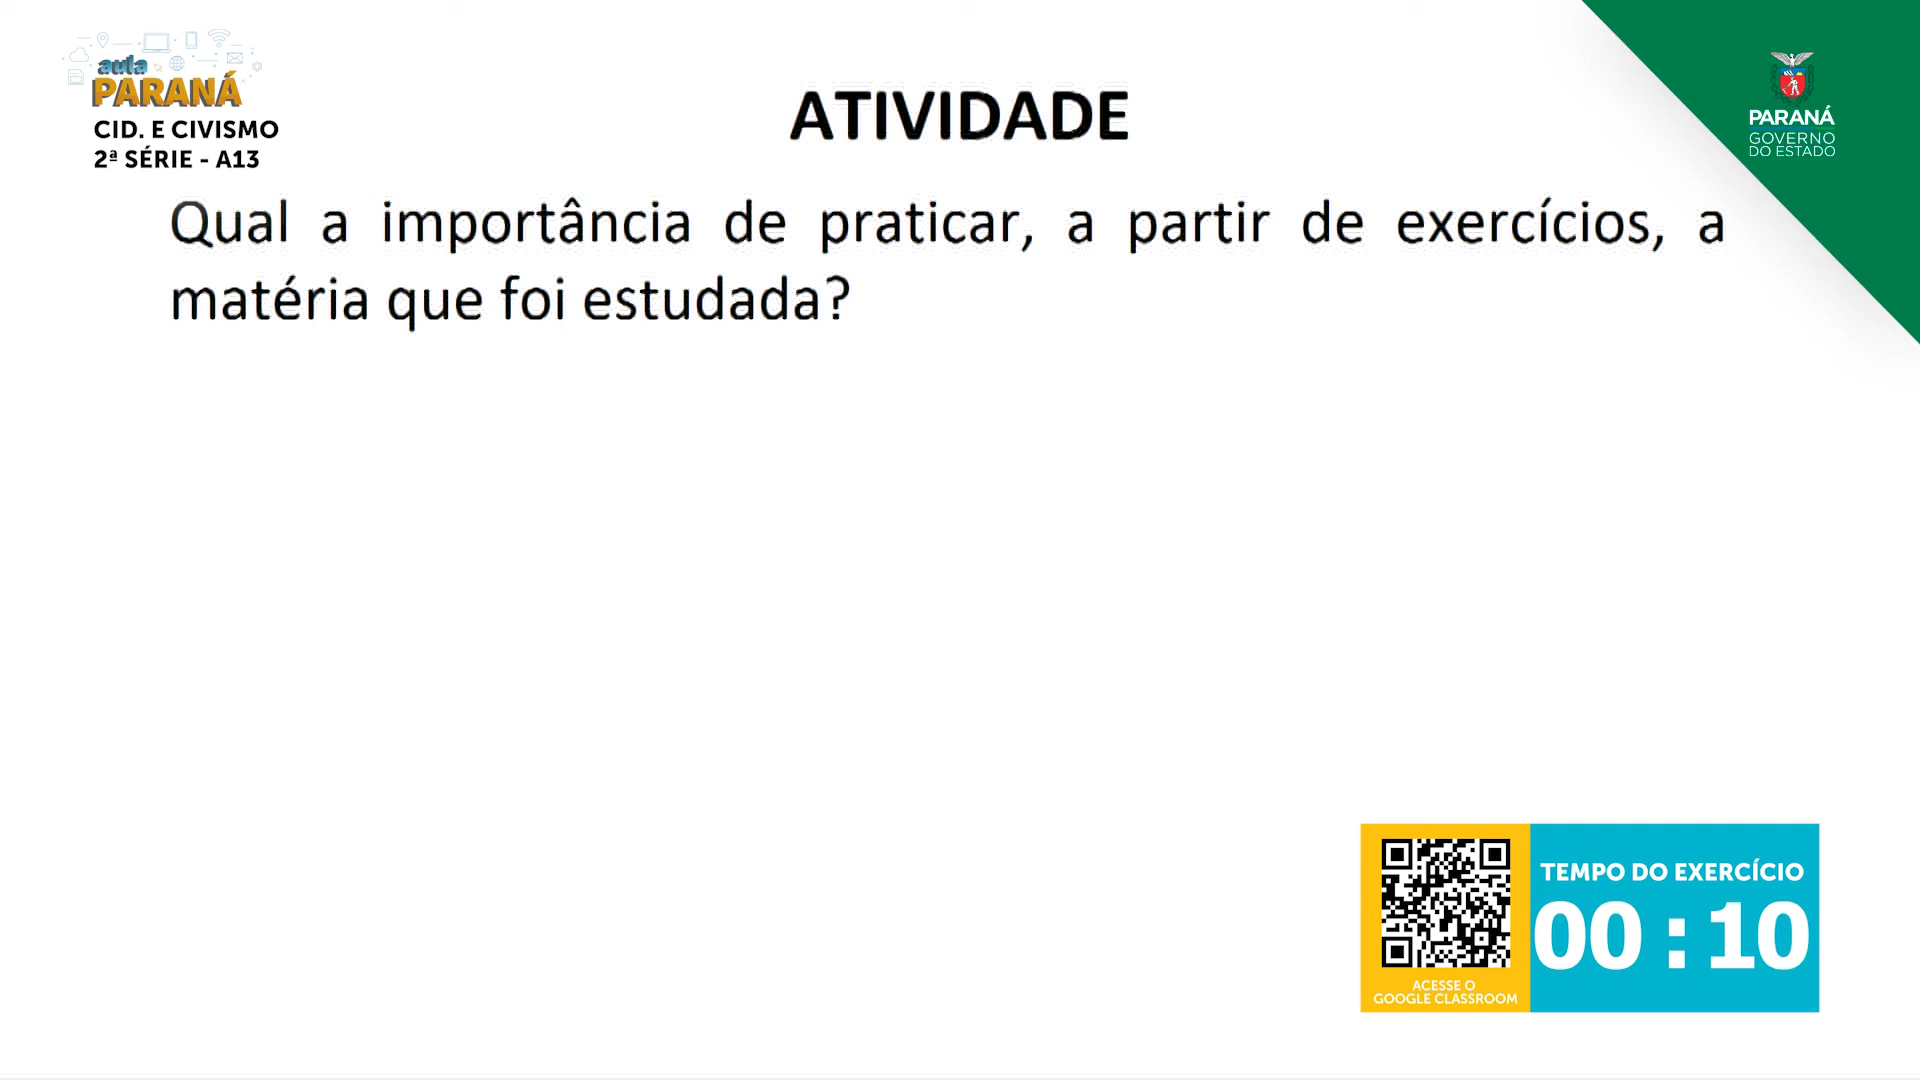 aula
PARANÁ
CID. E CIVISMO
2ª SÉRIE - A13
ATIVIDADE
PARANÁ
GOVERNO
DO ESTADO
Qual a importância de praticar, a partir de exercícios, a
matéria que foi estudada?
TEMPO DO EXERCÍCIO
00 : 10
ACESSE O
GOOGLE CLASSROOM